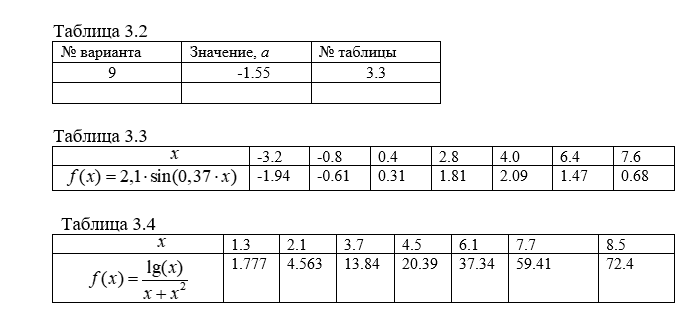 Таблица 3.2
№ варианта Значение, a № таблицы
9 -1.55 3.3
Таблица 3.3
x -3.2 -0.8 0.4 2.8 4.0 6.4 7.6
f(x) = 2,1·sin(0,37·x) -1.94 -0.61 0.31 1.81 2.09 1.47 0.68
Таблица 3.4
x 1.3 2.1 3.7 4.5 6.1 7.7 8.5
f(x) = lg(x) / x + x² 1.777 4.563 13.84 20.39 37.34 59.41 72.4